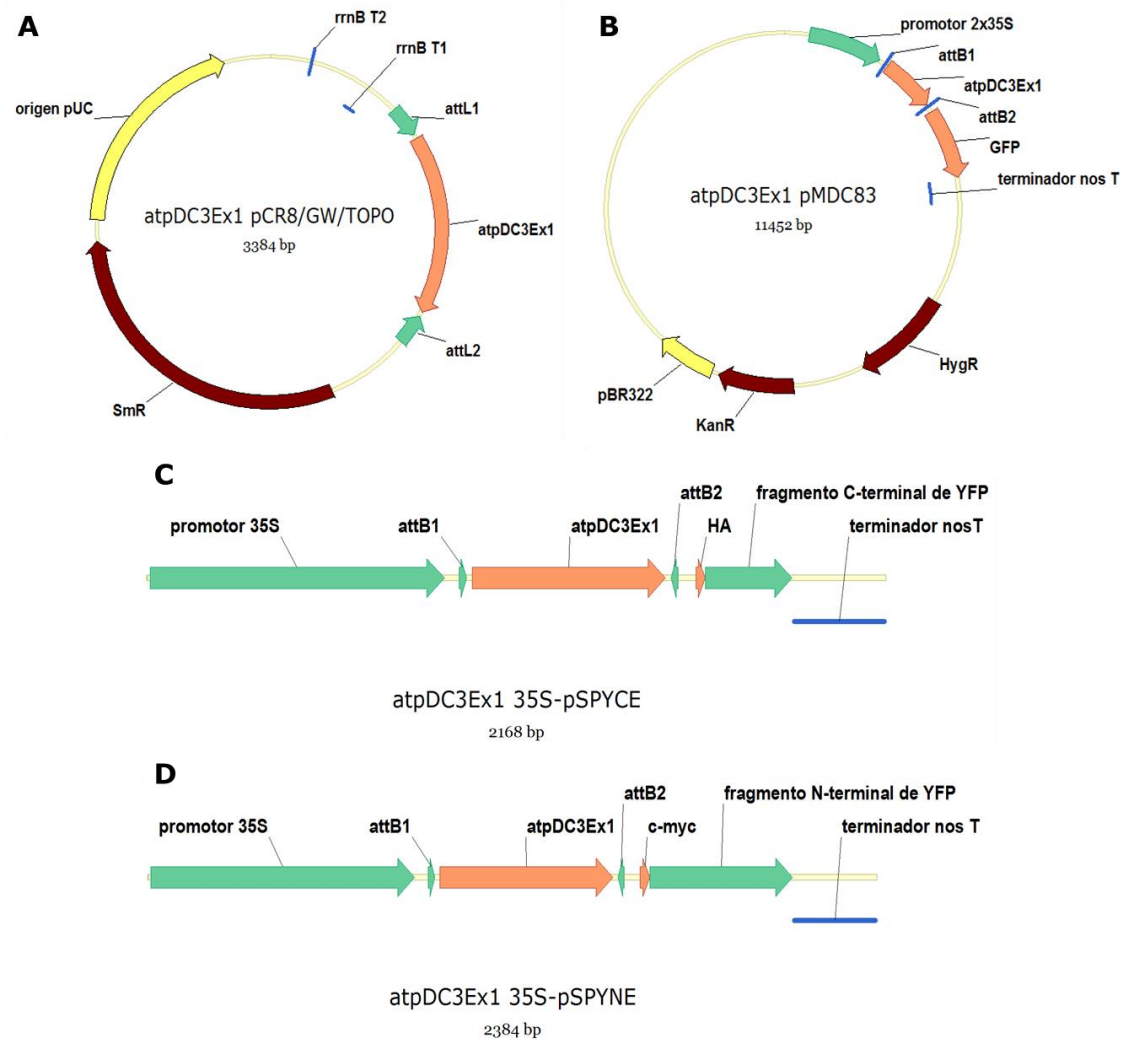 A
rrnB T2
rrnB T1
origen pUC
attL1
atpDC3Ex1 pCR8/GW/TOPO
3384 bp
atpDC3Ex1
attL2
SmR
B
promotor 2x35S
attB1
atpDC3Ex1
attB2
GFP
terminador nos T
atpDC3Ex1 pMDC83
11452 bp
HygR
pBR322
KanR
C
attB2
fragmento C-terminal de YFP
promotor 35S
attB1
atpDC3Ex1
HA
terminador nosT
atpDC3Ex1 35S-pSPYCE
2168 bp
D
attB2
fragmento N-terminal de YFP
promotor 35S
attB1
atpDC3Ex1
c-myc
terminador nos T
atpDC3Ex1 35S-pSPYNE
2384 bp